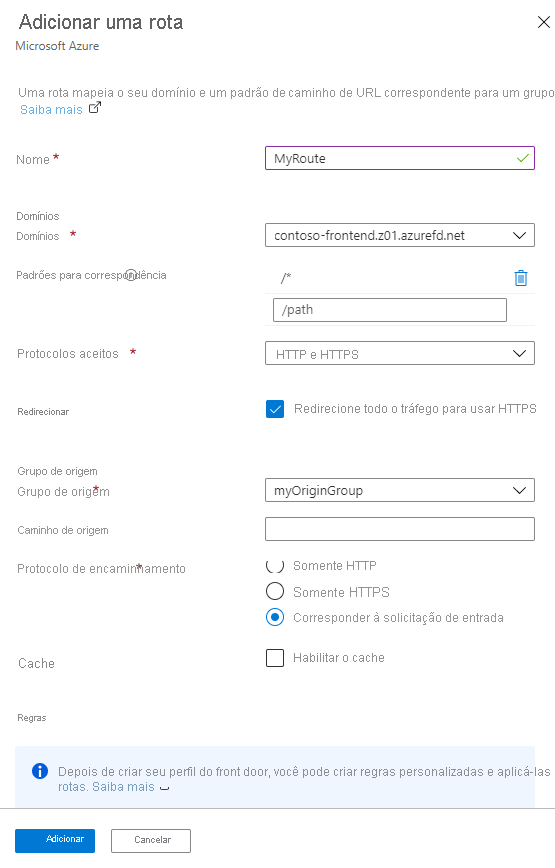 Adicionar uma rota
Microsoft Azure
Uma rota mapeia o seu domínio e um padrão de caminho de URL correspondente para um grupo
Saiba mais
Nome *
MyRoute
Domínios
Domínios *
contoso-frontend.z01.azurefd.net
Padrões para correspondência
/*
/path
Protocolos aceitos *
HTTP e HTTPS
Redirecionar
Redirecione todo o tráfego para usar HTTPS
Grupo de origem
Grupo de origem *
myOriginGroup
Caminho de origem
Protocolo de encaminhamento *
Somente HTTP
Somente HTTPS
Corresponder à solicitação de entrada
Cache
Habilitar o cache
Regras
Depois de criar seu perfil do front door, você pode criar regras personalizadas e aplicá-las
rotas. Saiba mais
Adicionar
Cancelar